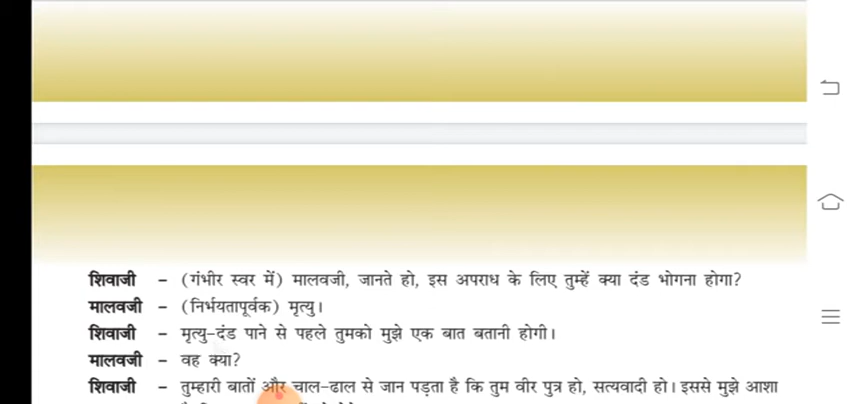 शिवाजी – (गंभीर स्वर में) मालवजी, जानते हो, इस अपराध के लिए तुम्हें क्या दंड भोगना होगा?
मालवजी – (निर्भयतापूर्वक) मृत्यु।
शिवाजी – मृत्यु-दंड पाने से पहले तुमको मुझे एक बात बतानी होगी।
मालवजी – वह क्या?
शिवाजी – तुम्हारी बातों और चाल-ढाल से जान पड़ता है कि तुम वीर पुत्र हो, सत्यवादी हो। इससे मुझे आशा